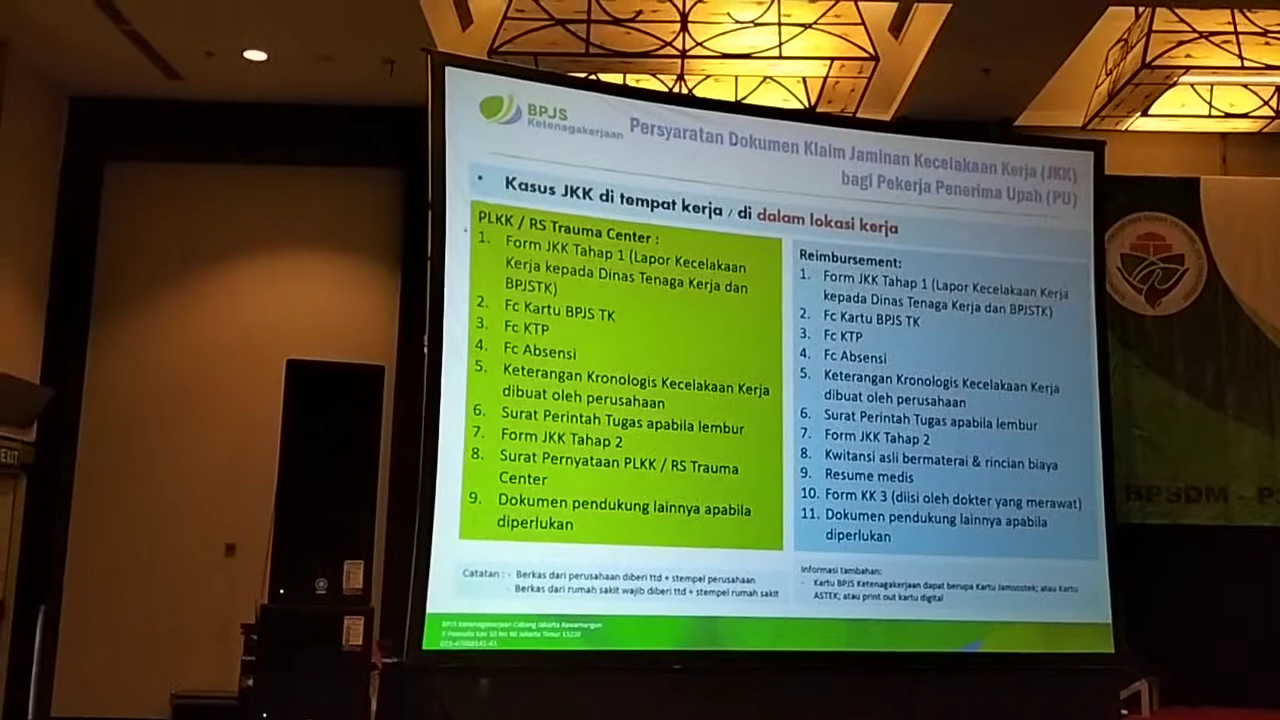 BPJS
Ketenagakerjaan
Persyaratan Dokumen Klaim Jaminan Kecelakaan Kerja (JKK)
bagi Pekerja Penerima Upah (PU)
• Kasus JKK di tempat kerja / di dalam lokasi kerja
PLKK / RS Trauma Center :
1. Form JKK Tahap 1 (Lapor Kecelakaan
Kerja kepada Dinas Tenaga Kerja dan
BPJSTK)
2. Fc Kartu BPJS TK
3. Fc KTP
4. Fc Absensi
5. Keterangan Kronologis Kecelakaan Kerja
dibuat oleh perusahaan
6. Surat Perintah Tugas apabila lembur
7. Form JKK Tahap 2
8. Surat Pernyataan PLKK / RS Trauma
Center
9. Dokumen pendukung lainnya apabila
diperlukan
Reimbursement:
1. Form JKK Tahap 1 (Lapor Kecelakaan Kerja
kepada Dinas Tenaga Kerja dan BPJSTK)
2. Fc Kartu BPJS TK
3. Fc KTP
4. Fc Absensi
5. Keterangan Kronologis Kecelakaan Kerja
dibuat oleh perusahaan
6. Surat Perintah Tugas apabila lembur
7. Form JKK Tahap 2
8. Kwitansi asli bermaterai & rincian biaya
9. Resume medis
10. Form KK 3 (diisi oleh dokter yang merawat)
11. Dokumen pendukung lainnya apabila
diperlukan
Catatan : - Berkas dari perusahaan diberi ttd + stempel perusahaan
- Berkas dari rumah sakit wajib diberi ttd + stempel rumah sakit
Informasi tambahan:
- Kartu BPJS Ketenagakerjaan dapat berupa Kartu Jamsostek; atau Kartu
ASTEK; atau print out kartu digital
BPJS Ketenagakerjaan Cabang Jakarta Rawamangun
Jakarta Timur 13220
BPSDM - P
EXIT